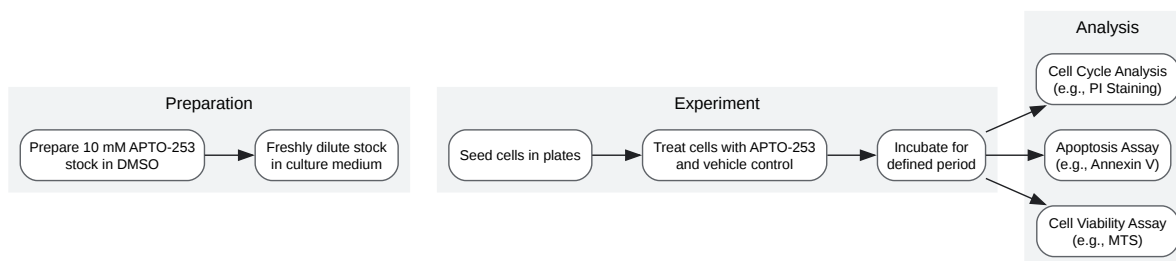 Preparation
Prepare 10 mM APTO-253
stock in DMSO
Freshly dilute stock
in culture medium
Experiment
Seed cells in plates
Treat cells with APTO-253
and vehicle control
Incubate for
defined period
Analysis
Cell Cycle Analysis
(e.g., PI Staining)
Apoptosis Assay
(e.g., Annexin V)
Cell Viability Assay
(e.g., MTS)